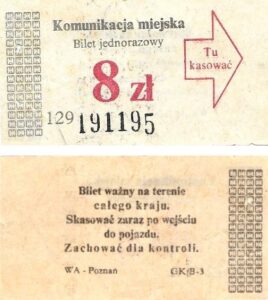 Komunikacja miejska
Bilet jednorazowy
8 zł
Tu
kasować
129 191195
Bilet ważny na terenie
całego kraju.
Skasować zaraz po wejściu
do pojazdu.
Zachować dla kontroli.
WA - Poznań GK/B-3